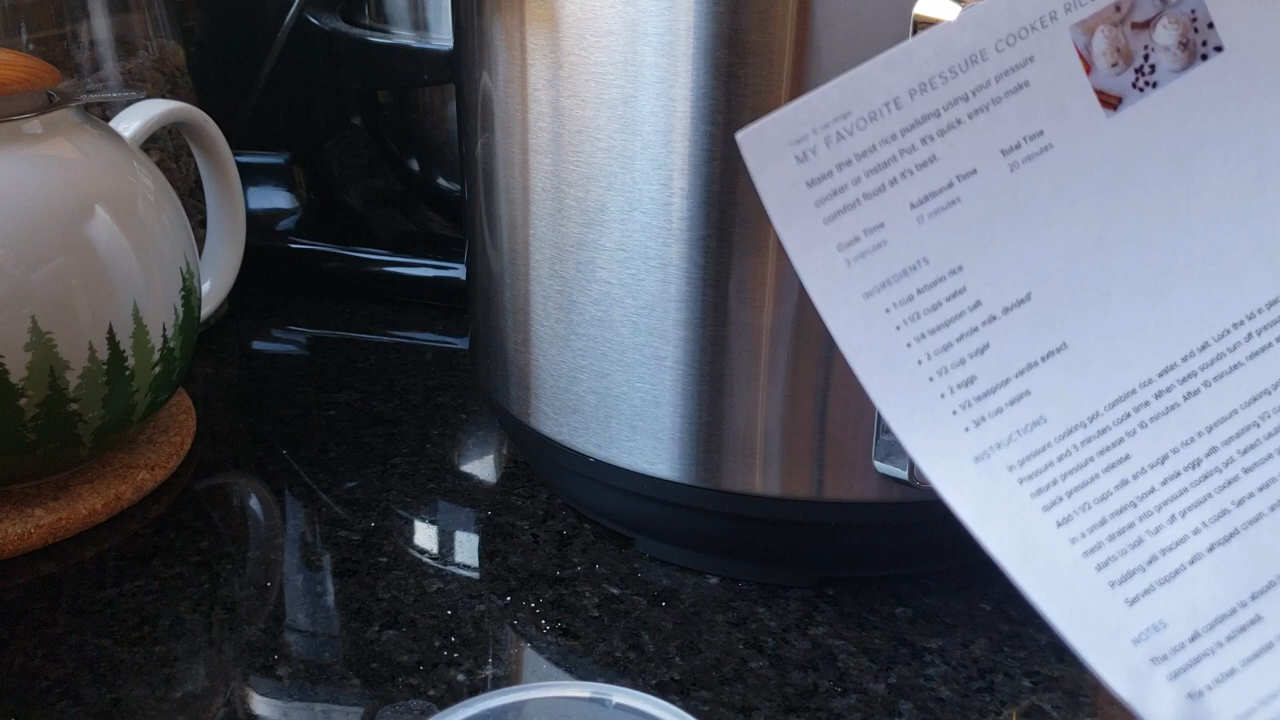 MY FAVORITE PRESSURE COOKER RICE
Make the best rice pudding using your pressure
cooker or Instant Pot. It's quick, easy-to-make
comfort food at it's best.
Cook Time
3 minutes
Additional Time
17 minutes
Total Time
20 minutes
INGREDIENTS
• 1 cup Arborio rice
• 1 1/2 cups water
• 1/4 teaspoon salt
• 2 cups whole milk, divided*
• 1/2 cup sugar
• 2 eggs
• 1/2 teaspoon vanilla extract
• 3/4 cup raisins
INSTRUCTIONS
In pressure cooking pot, combine rice, water, and salt. Lock the lid in
Pressure and 3 minutes cook time. When beep sounds turn off
natural pressure release for 10 minutes. After 10 minutes, release
quick pressure release.
Add 1 1/2 cups milk and sugar to rice in pressure cooking
In a small mixing bowl, whisk eggs with remaining 1/2
mesh strainer into pressure cooking pot. Select
starts to boil. Turn off pressure cooker. Remove
Pudding will thicken as it cools. Serve warm
Served topped with whipped cream,
NOTES
The rice will continue to
consistency is achieved.